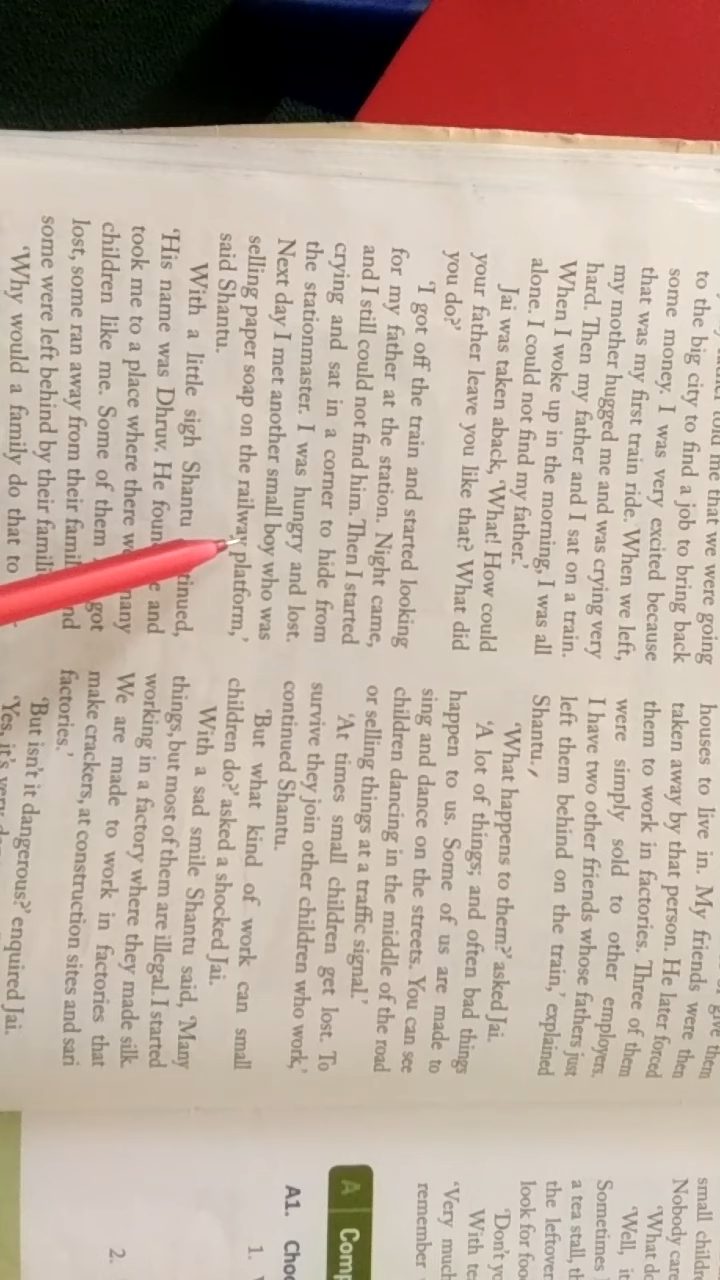 told me that we were going
to the big city to find a job to bring back
some money. I was very excited because
that was my first train ride. When we left,
my mother hugged me and was crying very
hard. Then my father and I sat on a train.
When I woke up in the morning, I was all
alone. I could not find my father.'
Jai was taken aback, 'What! How could
your father leave you like that? What did
you do?'
'I got off the train and started looking
for my father at the station. Night came,
and I still could not find him. Then I started
crying and sat in a corner to hide from
the stationmaster. I was hungry and lost.
Next day I met another small boy who was
selling paper soap on the railway platform,'
said Shantu.
With a little sigh Shantu tinued,
'His name was Dhruv. He and
took me to a place where there many
children like me. Some of them got
lost, some ran away from their
some were left behind by their
'Why would a family do that to
give them
houses to live in. My friends were then
taken away by that person. He later forced
them to work in factories. Three of them
were simply sold to other employers.
I have two other friends whose fathers just
left them behind on the train,' explained
Shantu.
'What happens to them?' asked Jai.
'A lot of things; and often bad things
happen to us. Some of us are made to
sing and dance on the streets. You can see
children dancing in the middle of the road
or selling things at a traffic signal.'
'At times small children get lost. To
survive they join other children who work,'
continued Shantu.
'But what kind of work can small
children do?' asked a shocked Jai.
With a sad smile Shantu said, 'Many
things, but most of them are illegal. I started
working in a factory where they made silk.
We are made to work in factories that
make crackers, at construction sites and sari
factories.'
'But isn't it dangerous?' enquired Jai.
'Yes, it's very
small
Nobody
'What
'Well,
Sometimes
a tea stall,
the
look for
'Don't
With
'Very
remember
A
A1.
1.
2.